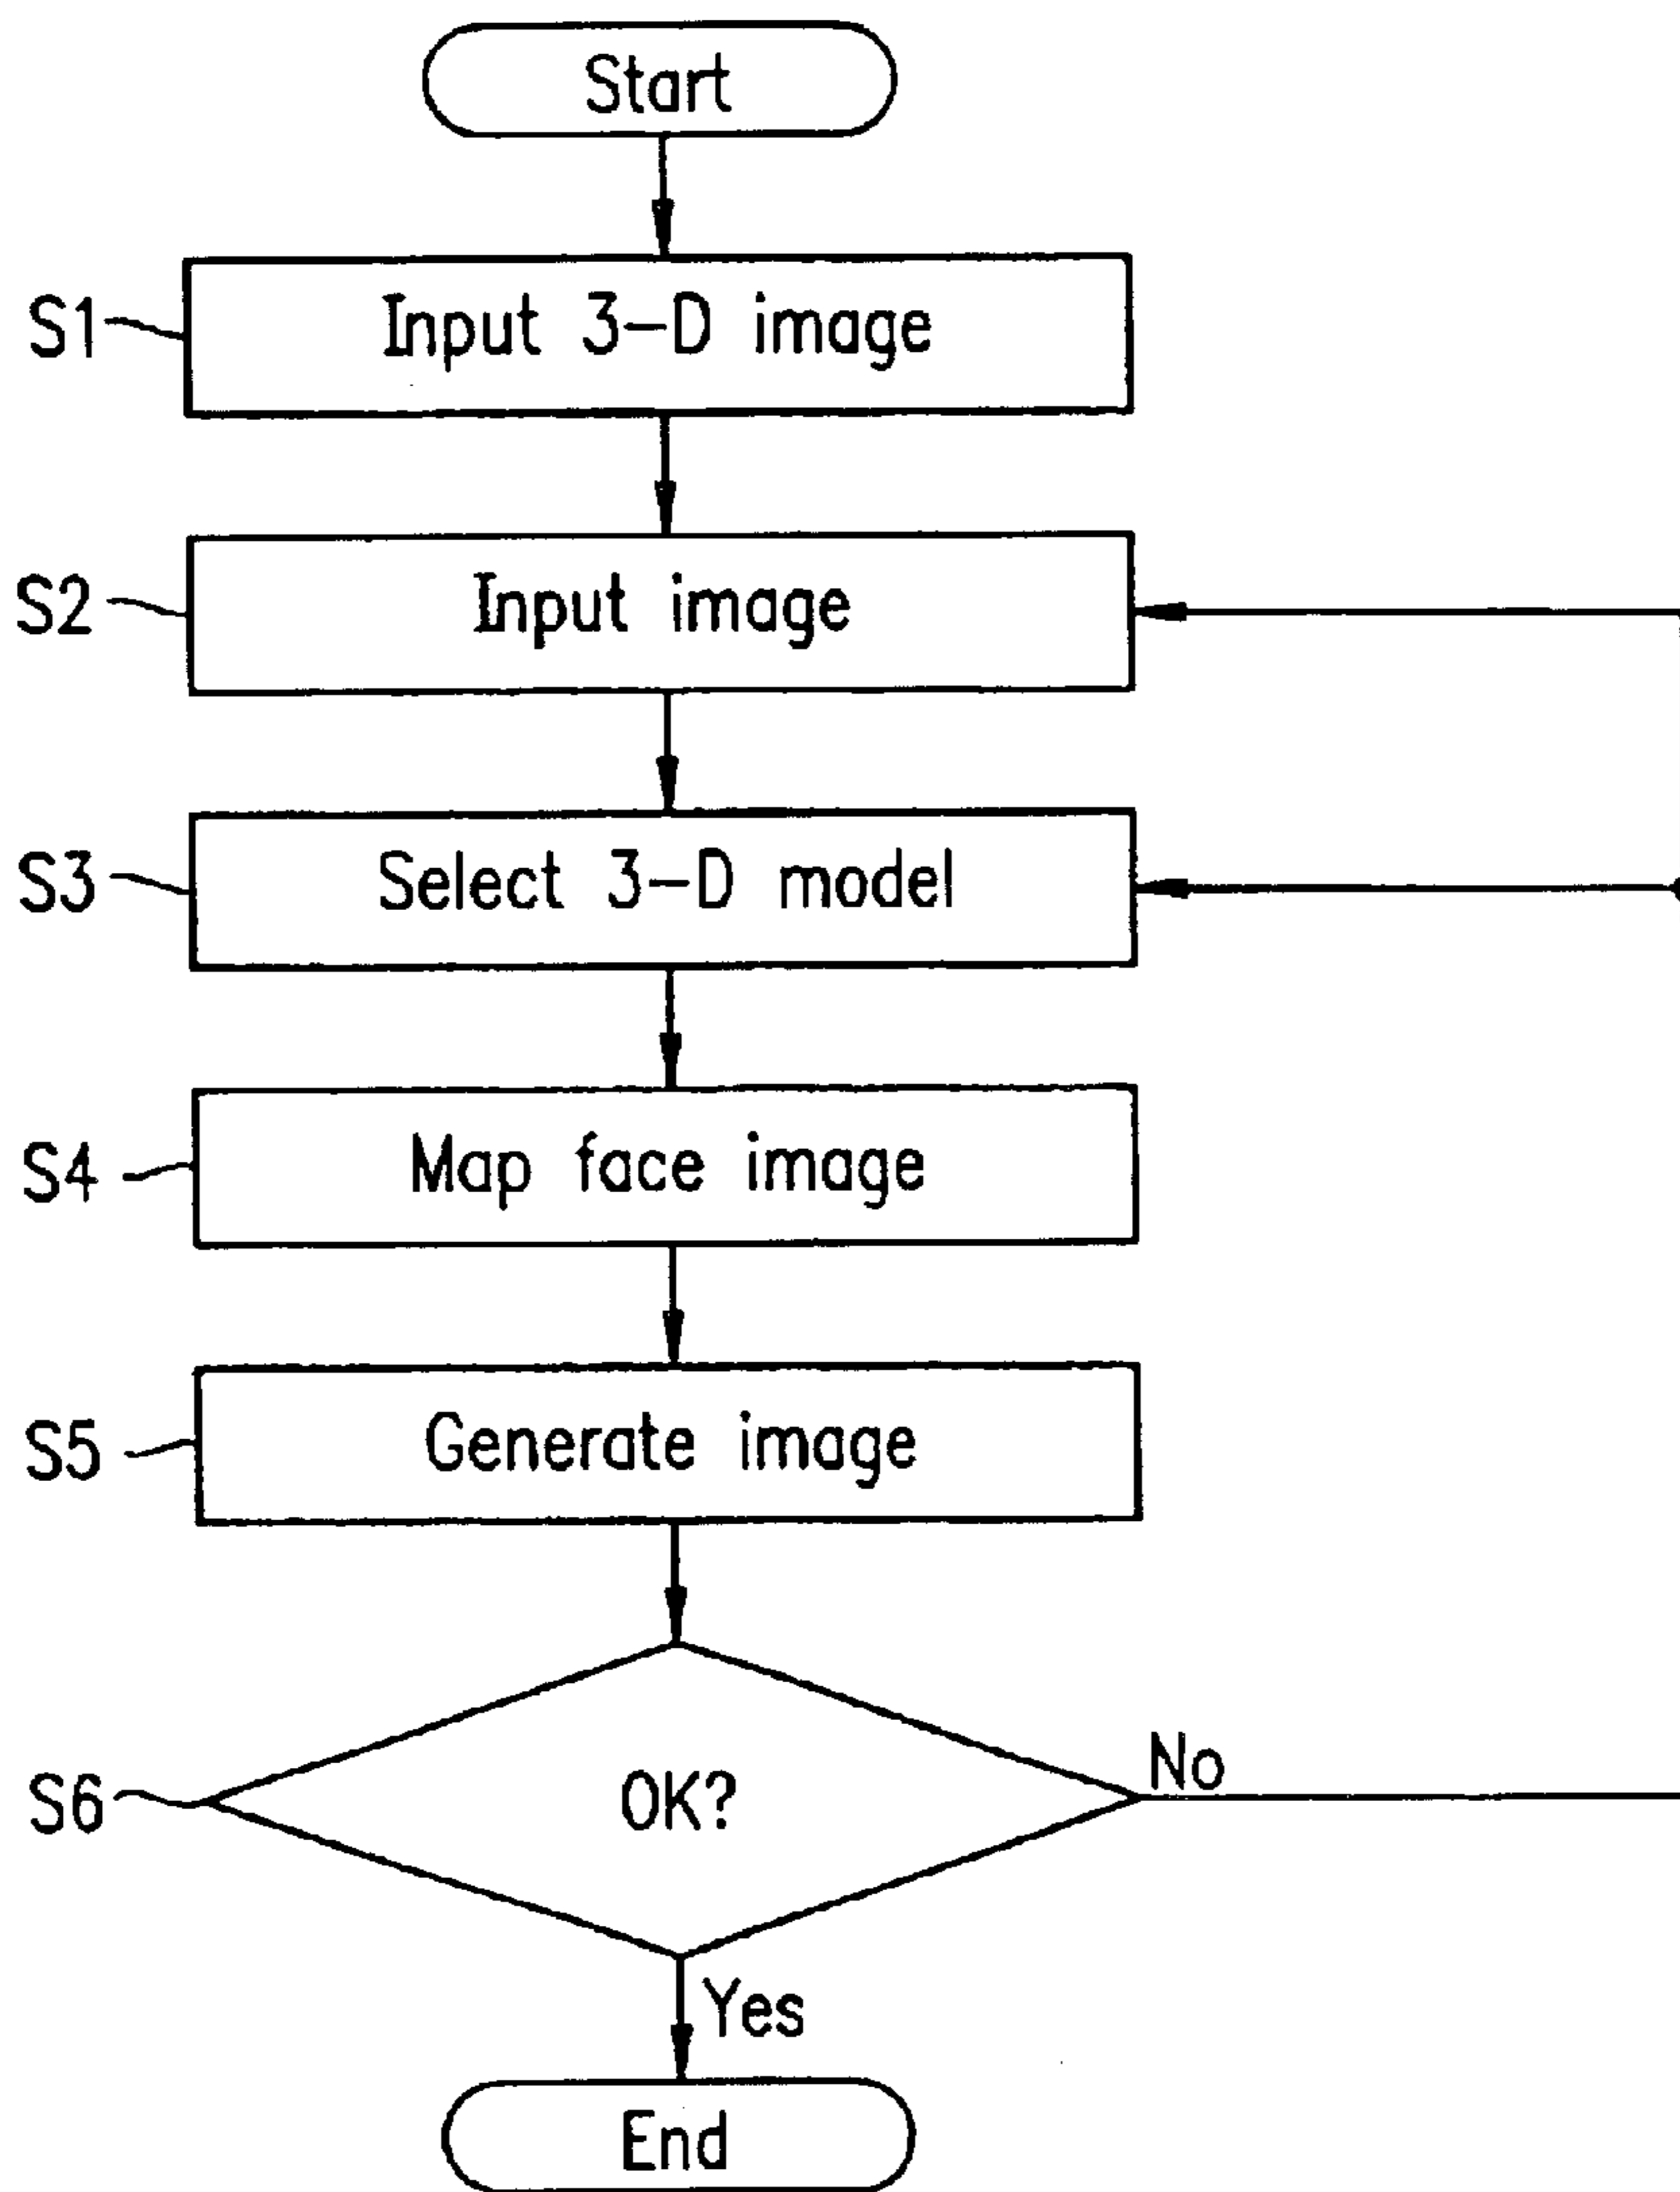 Start
S1 Input 3-D image
S2 Input image
S3 Select 3-D model
S4 Map face image
S5 Generate image
S6 OK? No
Yes
End